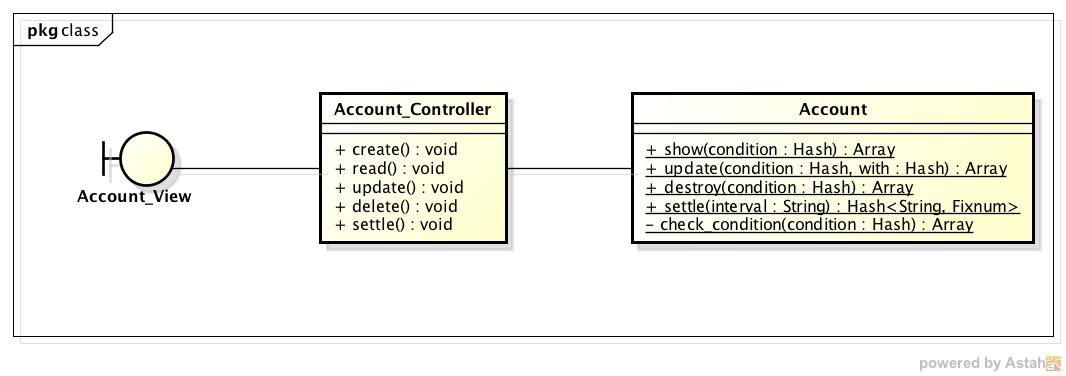 pkg class
Account_View
Account_Controller
+ create() : void
+ read() : void
+ update() : void
+ delete() : void
+ settle() : void
Account
+ show(condition : Hash) : Array
+ update(condition : Hash, with : Hash) : Array
+ destroy(condition : Hash) : Array
+ settle(interval : String) : Hash<String, Fixnum>
- check_condition(condition : Hash) : Array
powered by Astah